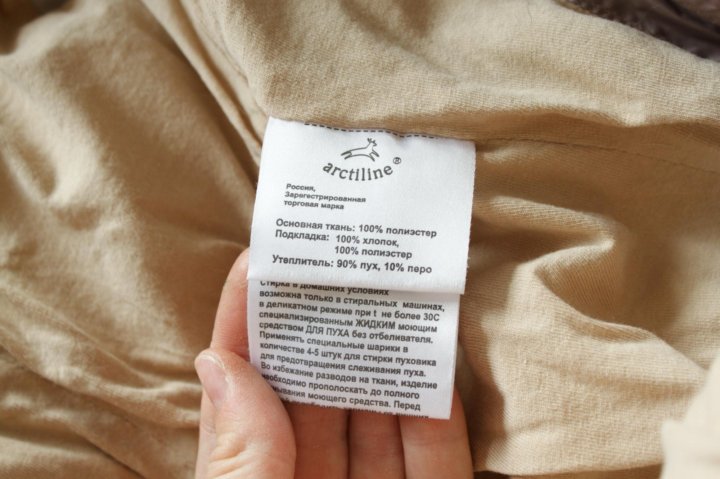 arctiline®
Россия,
Зарегестрированная
торговая марка
Основная ткань: 100% полиэстер
Подкладка: 100% хлопок,
100% полиэстер
Утеплитель: 90% пух, 10% перо
Стирка в домашних условиях
возможна только в стиральных машинах,
в деликатном режиме при t не более 30С
специализированным ЖИДКИМ моющим
средством ДЛЯ ПУХА без отбеливателя.
Применять специальные шарики в
количестве 4-5 штук для стирки пуховика
для предотвращения слеживания пуха.
Во избежание разводов на ткани, изделие
необходимо прополоскать до полного
вывания моющего средства. Перед